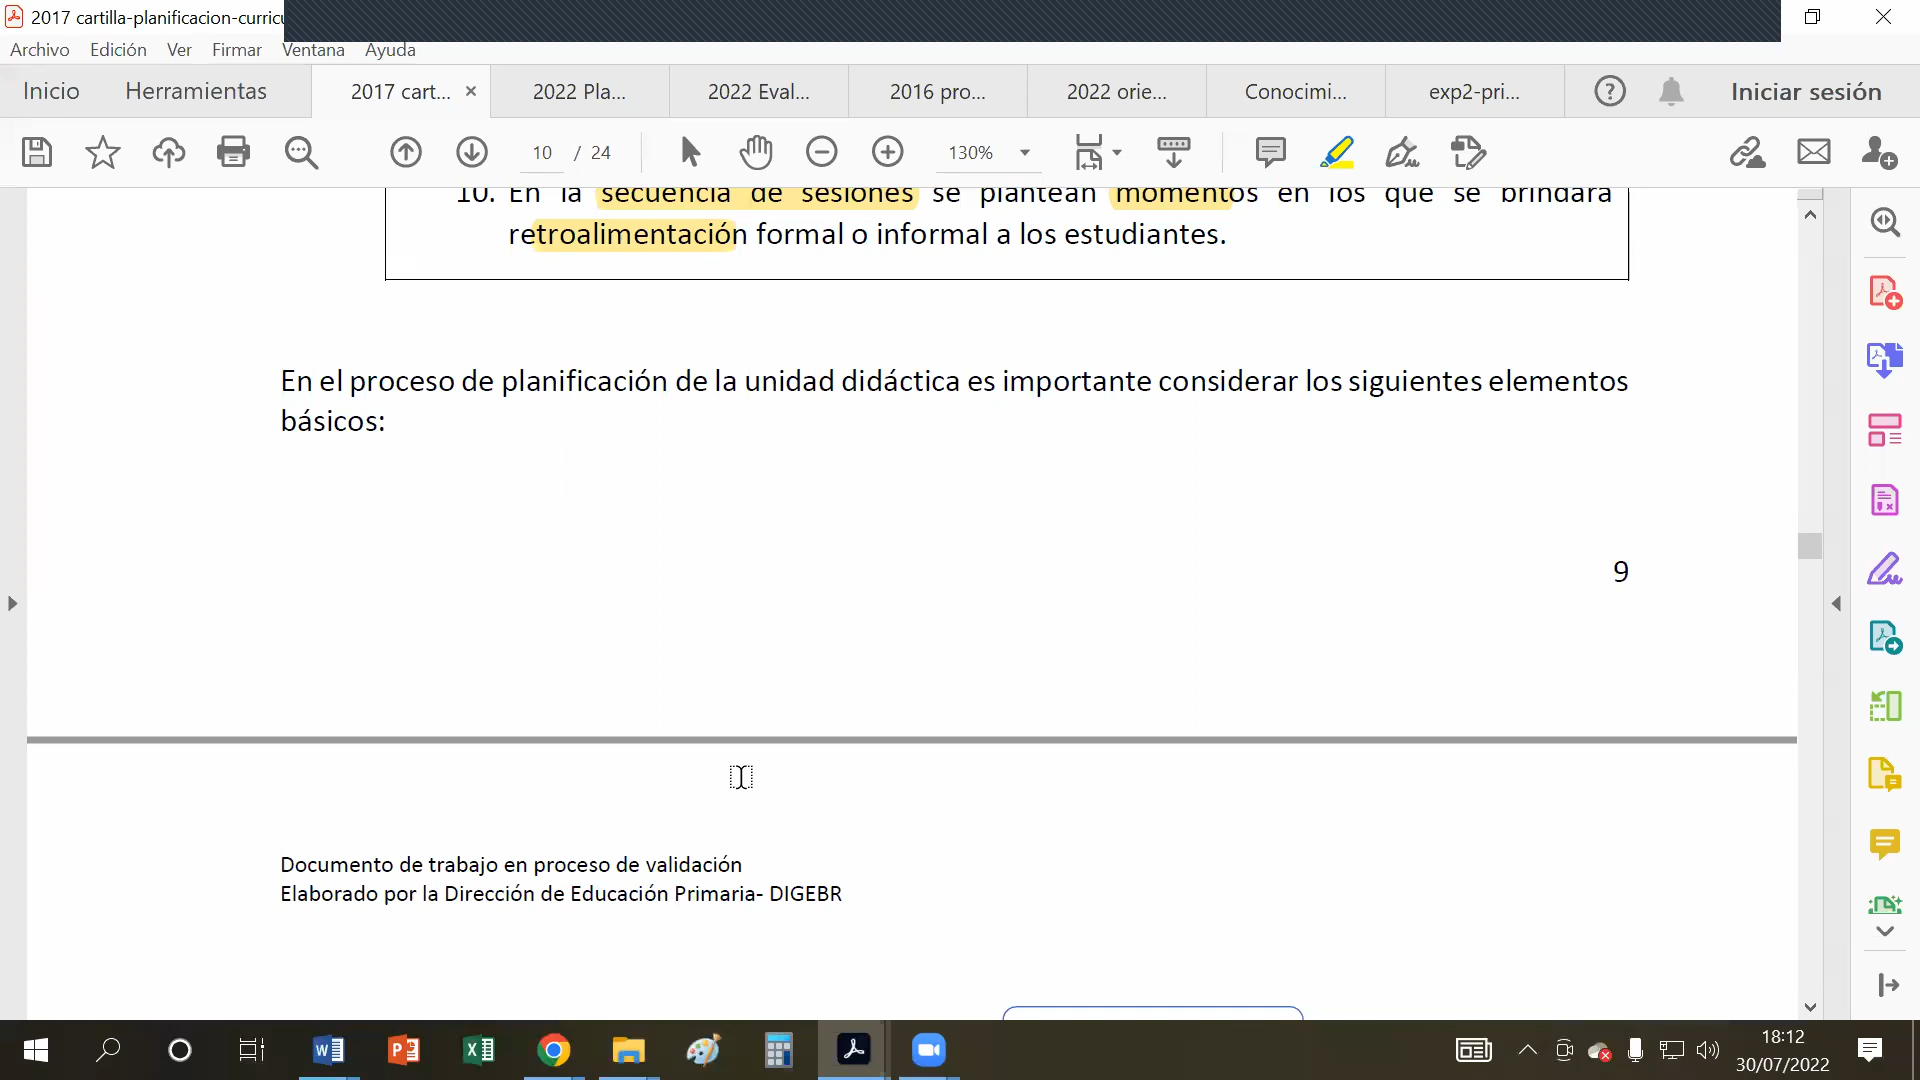 2017 cartilla-planificacion-curricu
Archivo Edición Ver Firmar Ventana Ayuda
Inicio Herramientas 2017 cart... × 2022 Pla... 2022 Eval... 2016 pro... 2022 orie... Conocimi... exp2-pri... Iniciar sesión
10 / 24 130%
10. En la secuencia de sesiones se plantean momentos en los que se brindará
retroalimentación formal o informal a los estudiantes.
En el proceso de planificación de la unidad didáctica es importante considerar los siguientes elementos
básicos:
9
Documento de trabajo en proceso de validación
Elaborado por la Dirección de Educación Primaria- DIGEBR
18:12
30/07/2022